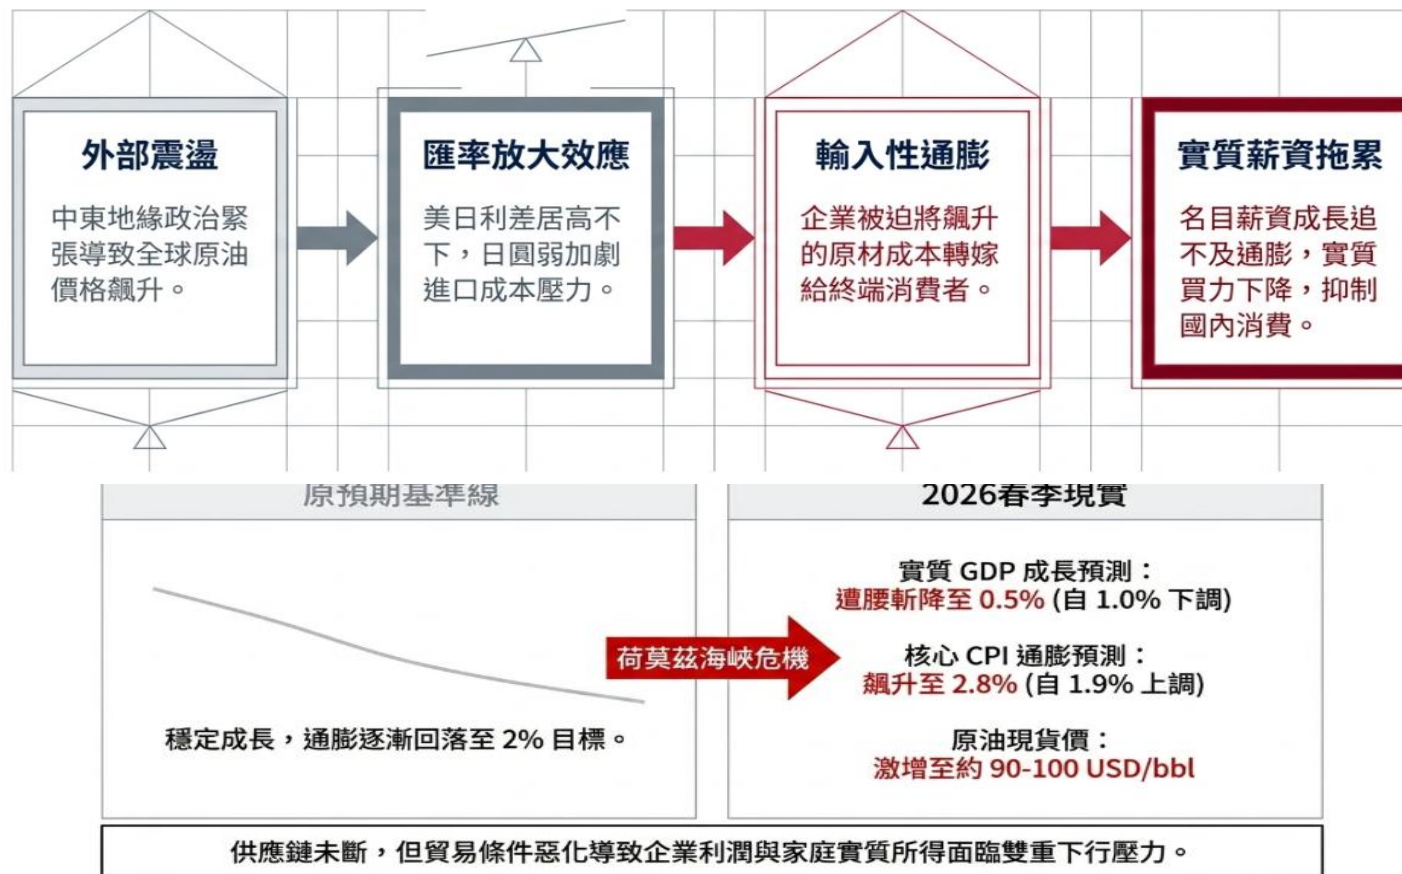 外部震盪
中東地緣政治緊
張導致全球原油
價格飆升。
匯率放大效應
美日利差居高不
下，日圓弱加劇
進口成本壓力。
輸入性通膨
企業被迫將飆升
的原材成本轉嫁
給終端消費者。
實質薪資拖累
名目薪資成長追
不及通膨，實質
買力下降，抑制
國內消費。
原預期基準線
穩定成長，通膨逐漸回落至 2% 目標。
荷莫茲海峽危機
2026春季現實
實質 GDP 成長預測：
遭腰斬降至 0.5% (自 1.0% 下調)
核心 CPI 通膨預測：
飆升至 2.8% (自 1.9% 上調)
原油現貨價：
激增至約 90-100 USD/bbl
供應鏈未斷，但貿易條件惡化導致企業利潤與家庭實質所得面臨雙重下行壓力。